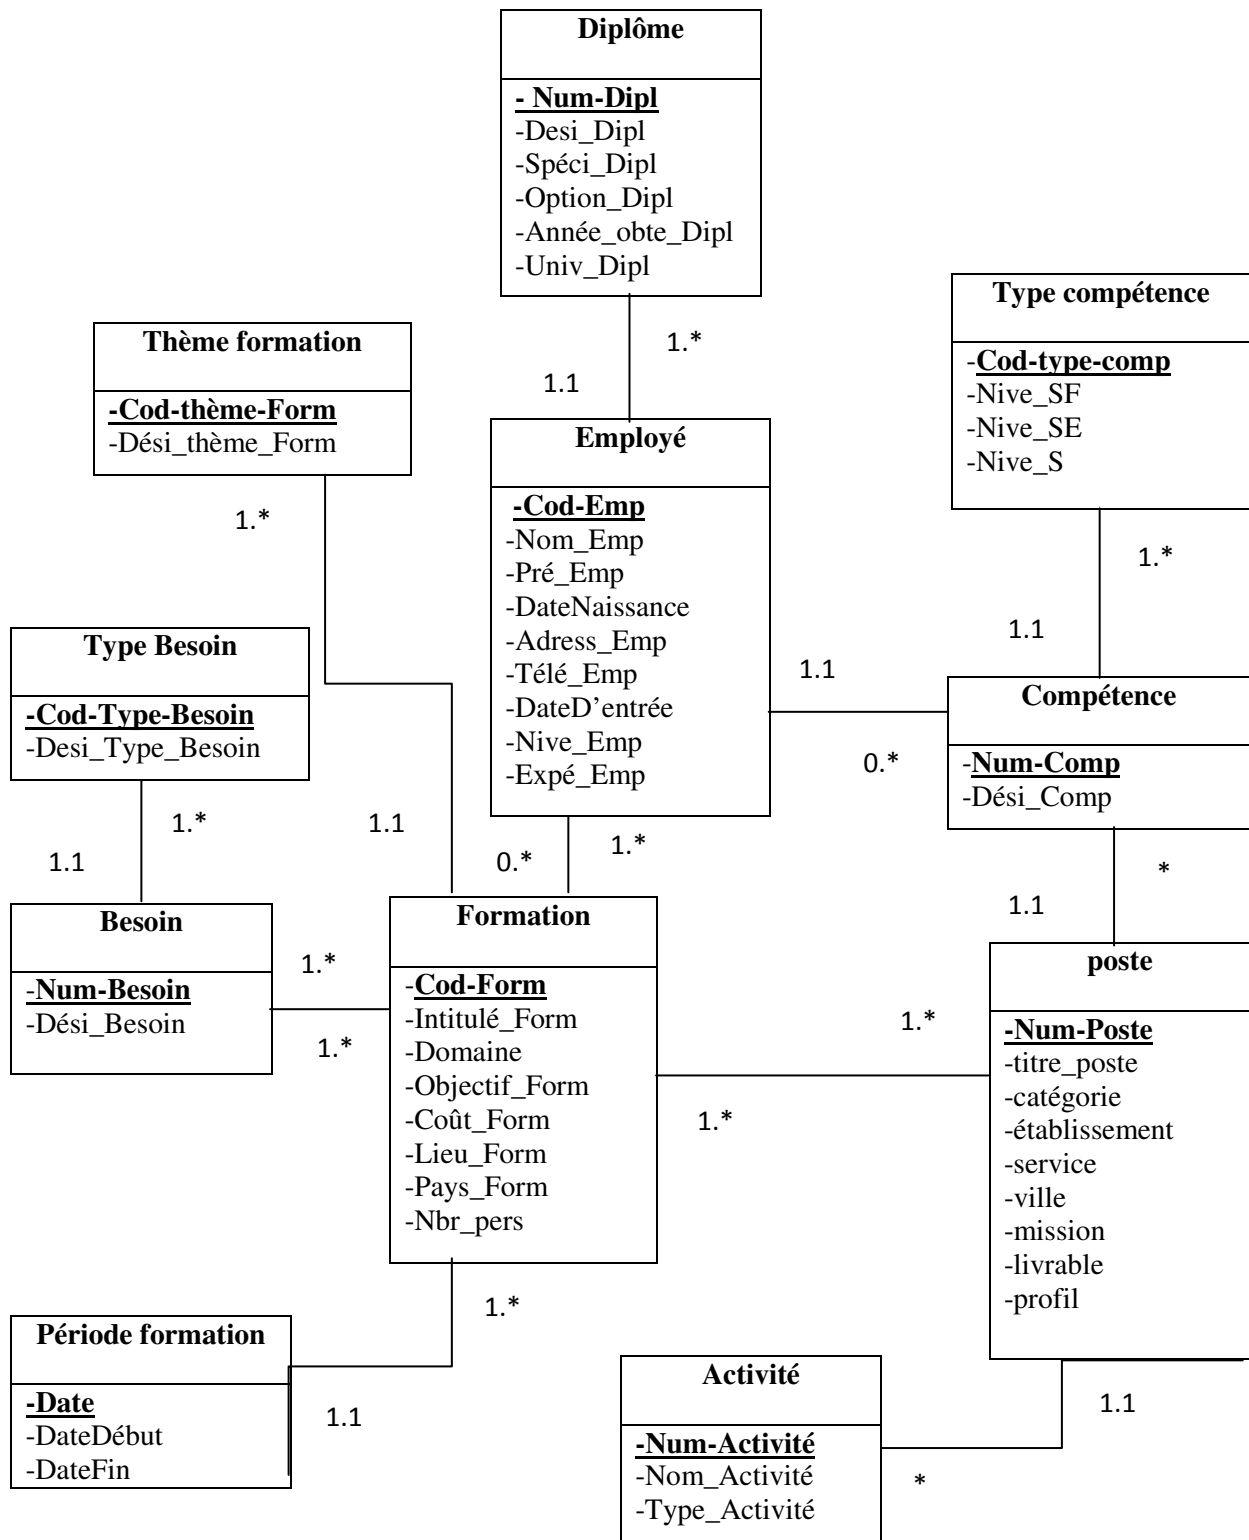 Diplôme
- Num-Dipl
-Desi_Dipl
-Spéci_Dipl
-Option_Dipl
-Année_obte_Dipl
-Univ_Dipl
1.*
1.1
Type compétence
-Cod-type-comp
-Nive_SF
-Nive_SE
-Nive_S
1.*
1.1
Thème formation
-Cod-thème-Form
-Dési_thème_Form
1.*
1.1
Employé
-Cod-Emp
-Nom_Emp
-Pré_Emp
-DateNaissance
-Adress_Emp
-Télé_Emp
-DateD’entrée
-Nive_Emp
-Expé_Emp
1.1
0.*
0.*
1.*
Type Besoin
-Cod-Type-Besoin
-Desi_Type_Besoin
1.*
1.1
Compétence
-Num-Comp
-Dési_Comp
*
1.1
Besoin
-Num-Besoin
-Dési_Besoin
1.*
1.*
Formation
-Cod-Form
-Intitulé_Form
-Domaine
-Objectif_Form
-Coût_Form
-Lieu_Form
-Pays_Form
-Nbr_pers
1.*
1.*
1.*
1.1
poste
-Num-Poste
-titre_poste
-catégorie
-établissement
-service
-ville
-mission
-livrable
-profil
1.1
*
Période formation
-Date
-DateDébut
-DateFin
Activité
-Num-Activité
-Nom_Activité
-Type_Activité